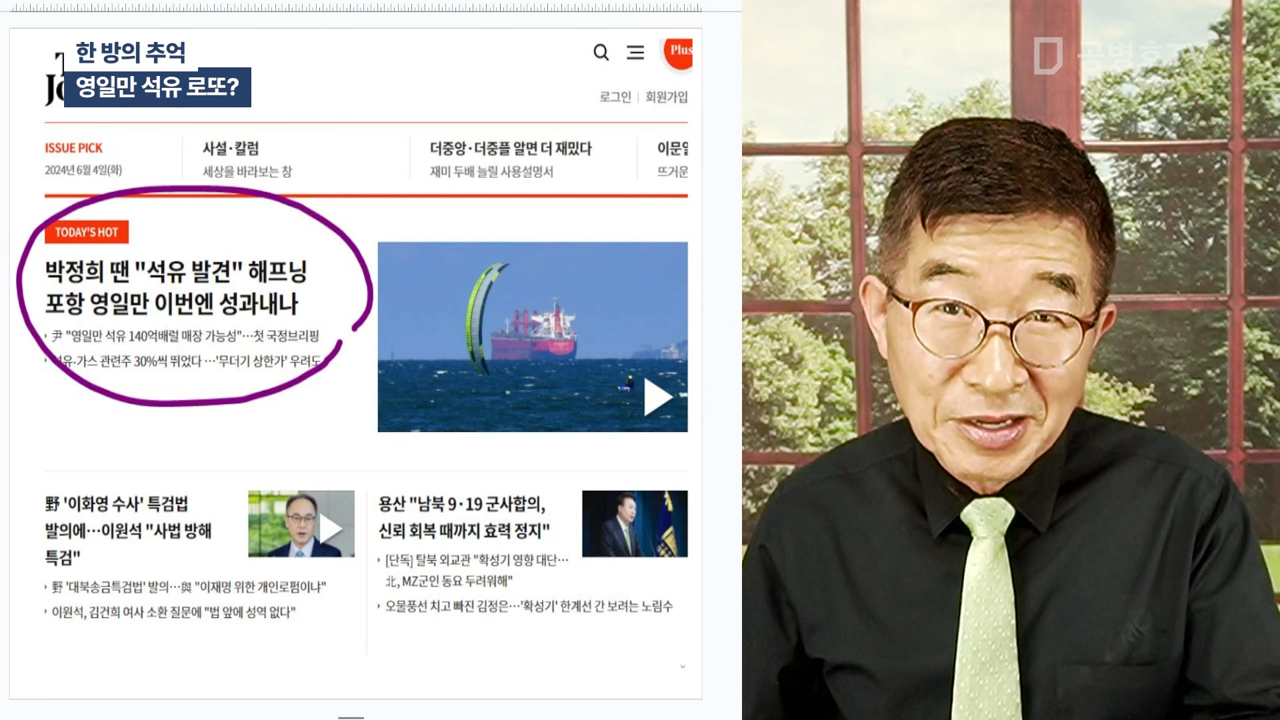 한 방의 추억
영일만 석유 로또?
Plus
로그인 | 회원가입
ISSUE PICK
2024년 6월 4일(화)
사설·칼럼
세상을 바라보는 창
더중앙·더중플 알면 더 재밌다
재미 두배 늘릴 사용설명서
이문일
뜨거운
TODAY'S HOT
박정희 땐 "석유 발견" 해프닝
포항 영일만 이번엔 성과내나
尹 "영일만 석유 140억배럴 매장 가능성"…첫 국정브리핑
석유·가스 관련주 30%씩 뛰었다…'무더기 상한가' 우려도
野 '이화영 수사' 특검법
발의에…이원석 "사법 방해
특검"
野 '대북송금특검법' 발의…與 "이재명 위한 개인로펌이냐"
이원석, 김건희 여사 소환 질문에 "법 앞에 성역 없다"
용산 "남북 9·19 군사합의,
신뢰 회복 때까지 효력 정지"
[단독] 탈북 외교관 "확성기 영향 대단…
北, MZ군인 동요 두려워해"
오물풍선 치고 빠진 김정은…'확성기' 한계선 간 보려는 노림수